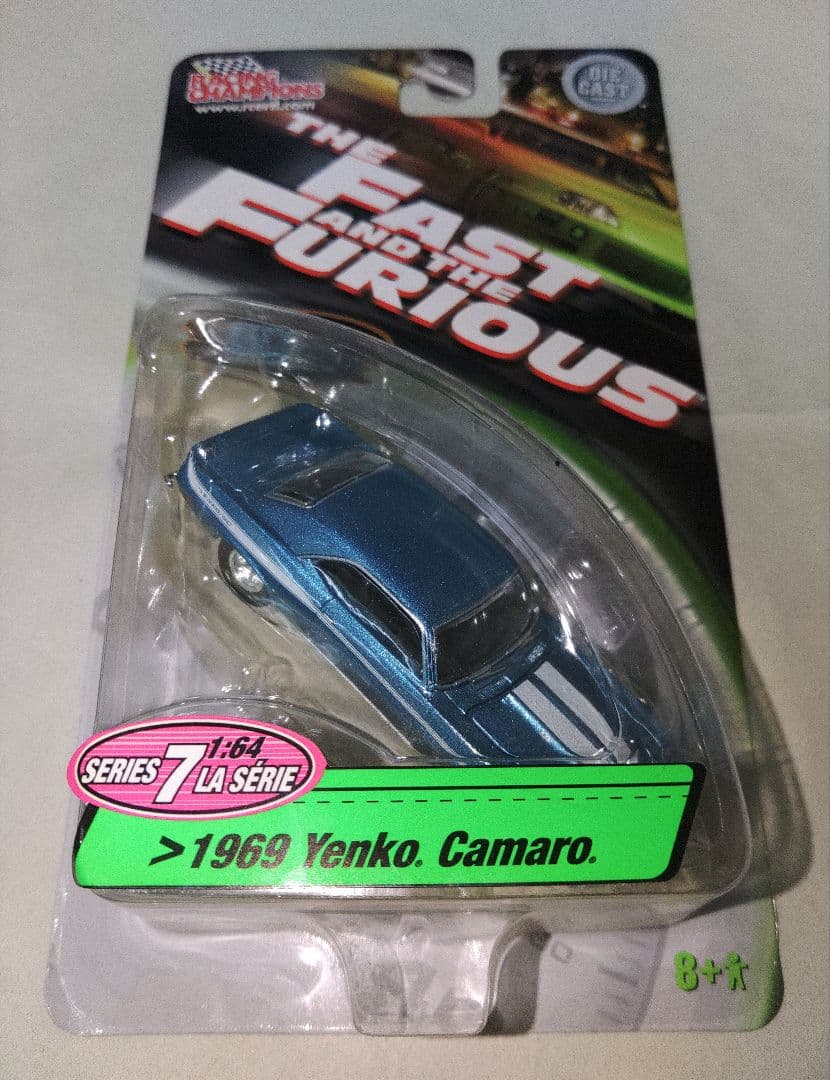 RACING
CHAMPIONS
DIE
CAST
THE
FAST
AND THE
FURIOUS
1:64
SERIES 7 LA SÉRIE
>1969 Yenko® Camaro®
8+